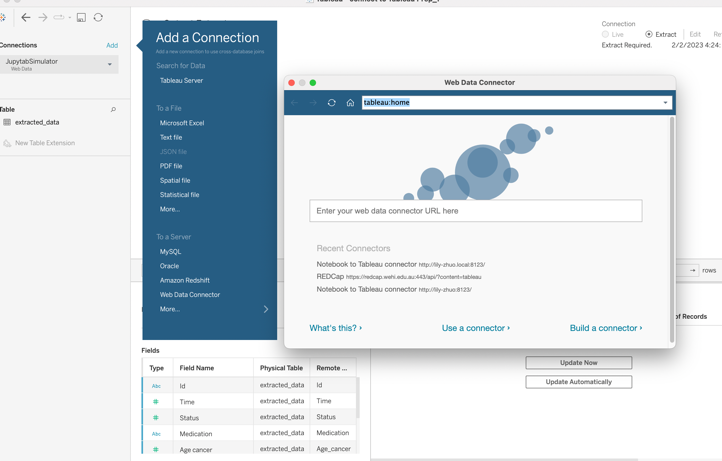 Tableau - Connect to Tableau Prep_v
Connections
Add
JupytabSimulator
Web Data
Table
extracted_data
New Table Extension
Add a Connection
Add a new connection to use cross-database joins
Search for Data
Tableau Server
To a File
Microsoft Excel
Text file
JSON file
PDF file
Spatial file
Statistical file
More...
To a Server
MySQL
Oracle
Amazon Redshift
Web Data Connector
More...
Connection
Live
Extract
Edit
Re
Extract Required.
2/2/2023 4:24:
Web Data Connector
tableau:home
Enter your web data connector URL here
Recent Connectors
Notebook to Tableau connector http://lily-zhuo.local:8123/
REDCap https://redcap.wehi.edu.au:443/api/?content=tableau
Notebook to Tableau connector http://lily-zhuo:8123/
What's this?
Use a connector
Build a connector
rows
of Records
Update Now
Update Automatically
Fields
Type Field Name Physical Table Remote ...
Abc Id extracted_data Id
# Time extracted_data Time
# Status extracted_data Status
Abc Medication extracted_data Medication
# Age cancer extracted_data Age_cancer